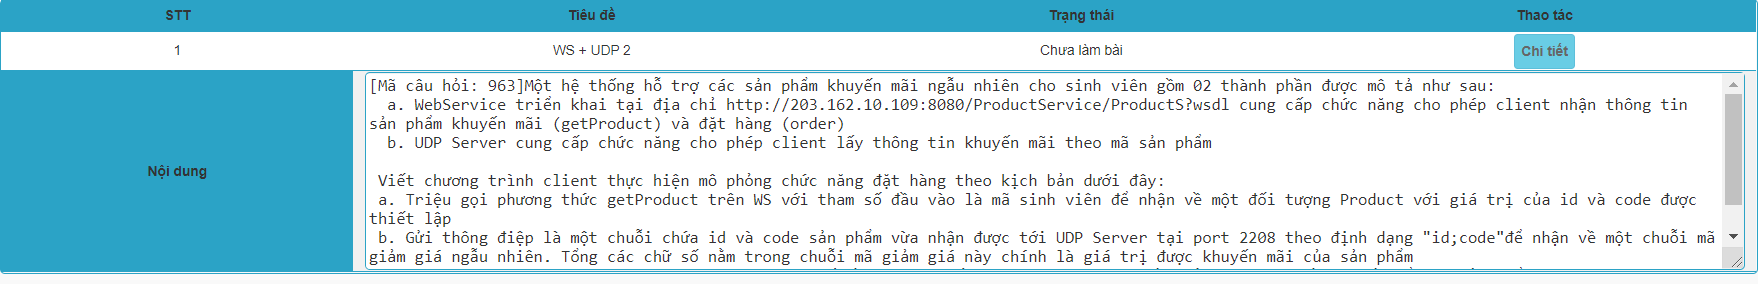 STT Tiêu đề Trạng thái Thao tác
1 WS + UDP 2 Chưa làm bài Chi tiết
Nội dung
[Mã câu hỏi: 963]Một hệ thống hỗ trợ các sản phẩm khuyến mãi ngẫu nhiên cho sinh viên gồm 02 thành phần được mô tả như sau:
a. WebService triển khai tại địa chỉ http://203.162.10.109:8080/ProductService/ProductS?wsdl cung cấp chức năng cho phép client nhận thông tin
sản phẩm khuyến mãi (getProduct) và đặt hàng (order)
b. UDP Server cung cấp chức năng cho phép client lấy thông tin khuyến mãi theo mã sản phẩm
Viết chương trình client thực hiện mô phỏng chức năng đặt hàng theo kịch bản dưới đây:
a. Triệu gọi phương thức getProduct trên WS với tham số đầu vào là mã sinh viên để nhận về một đối tượng Product với giá trị của id và code được
thiết lập
b. Gửi thông điệp là một chuỗi chứa id và code sản phẩm vừa nhận được tới UDP Server tại port 2208 theo định dạng "id;code"để nhận về một chuỗi mã
giảm giá ngẫu nhiên. Tổng các chữ số nằm trong chuỗi mã giảm giá này chính là giá trị được khuyến mãi của sản phẩm